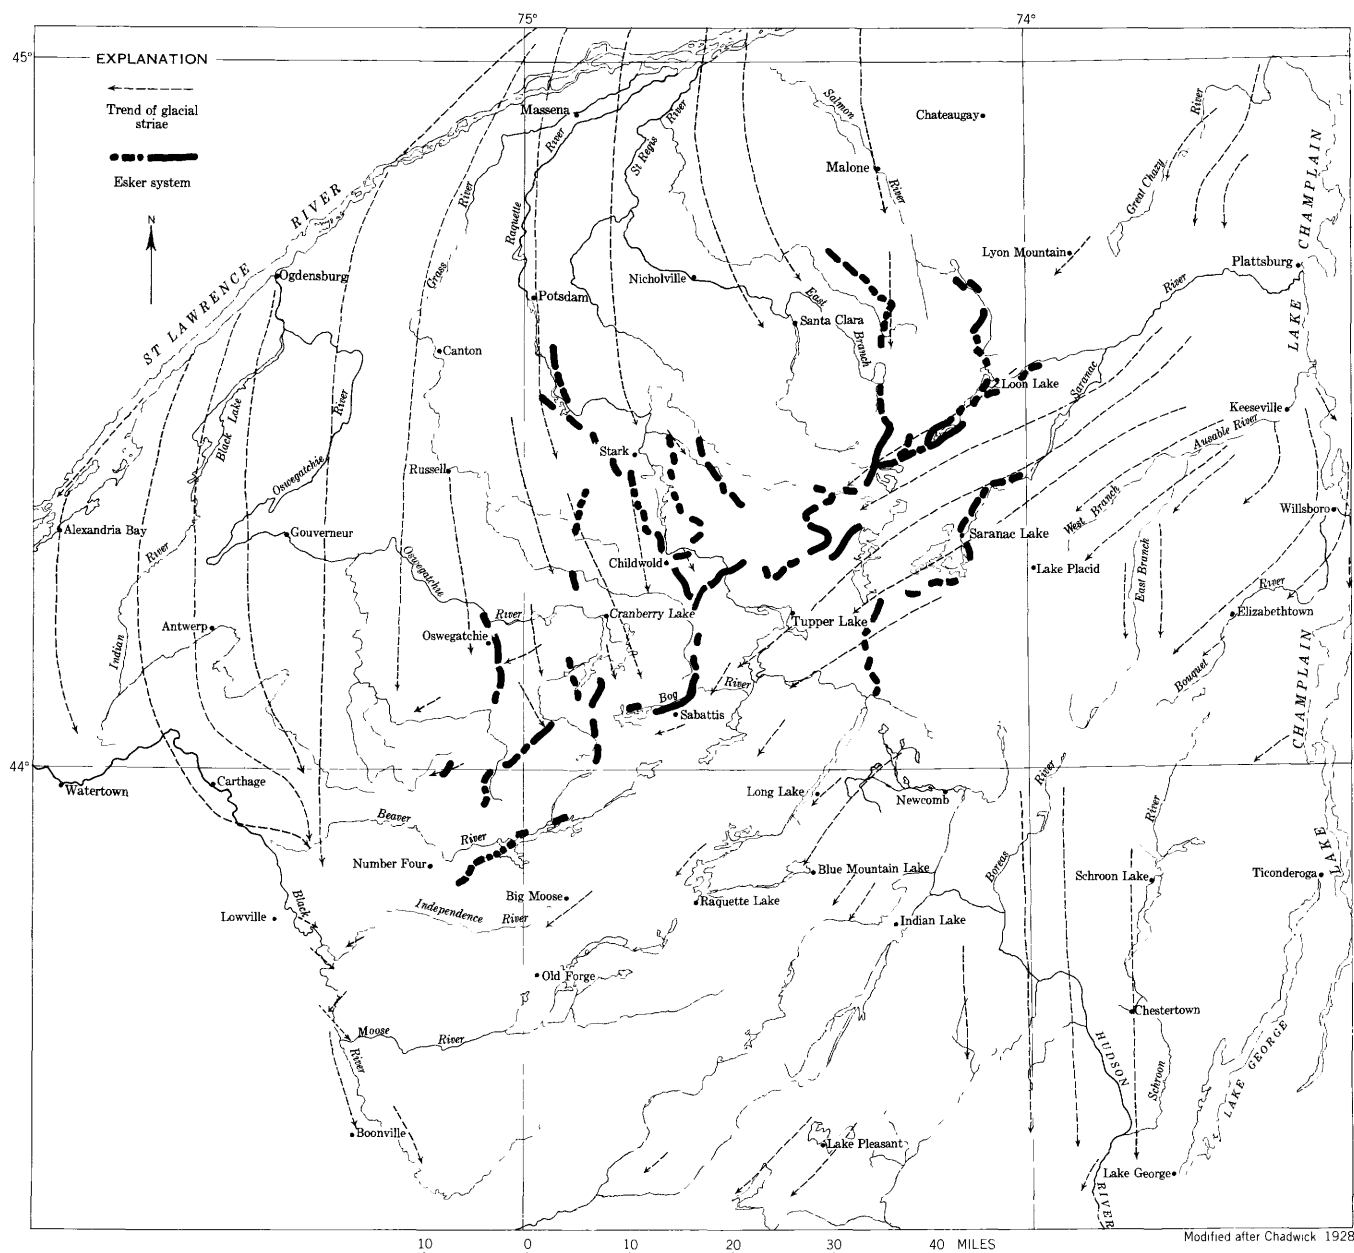 75°
74°
45°
EXPLANATION
Trend of glacial
striae
Esker system
N
Massena
River
River
St Regis
Salmon
River
Chateaugay
Malone
River
Great Chazy
LAKE CHAMPLAIN
ST LAWRENCE RIVER
River
Grass
Raquette
Ogdensburg
Potsdam
Nicholville
Lyon Mountain
Plattsburg
River
Saranac
East
Branch
Santa Clara
Canton
Black Lake
River
Oswegatchie
Loon Lake
Keeseville
Ausable River
West Branch
East Branch
Stark
Russell
Alexandria Bay
River
Indian
Gouverneur
Oswegatchie
River
Willsboro
Saranac Lake
Lake Placid
Childwold
Cranberry Lake
Tupper Lake
River
Bouquet
Elizabethtown
Antwerp
Oswegatchie
Bog
River
Sabattis
CHAMPLAIN
LAKE
44°
Watertown
Carthage
Long Lake
Newcomb
River
Boreas
Beaver
River
Number Four
Blue Mountain Lake
Schroon Lake
River
Schroon
Ticonderoga
Big Moose
Raquette Lake
Independence River
Black
River
Lowville
Indian Lake
Old Forge
Chestertown
Moose
River
HUDSON
RIVER
LAKE GEORGE
Boonville
Lake Pleasant
Lake George
10 0 10 20 30 40 MILES
Modified after Chadwick 1928